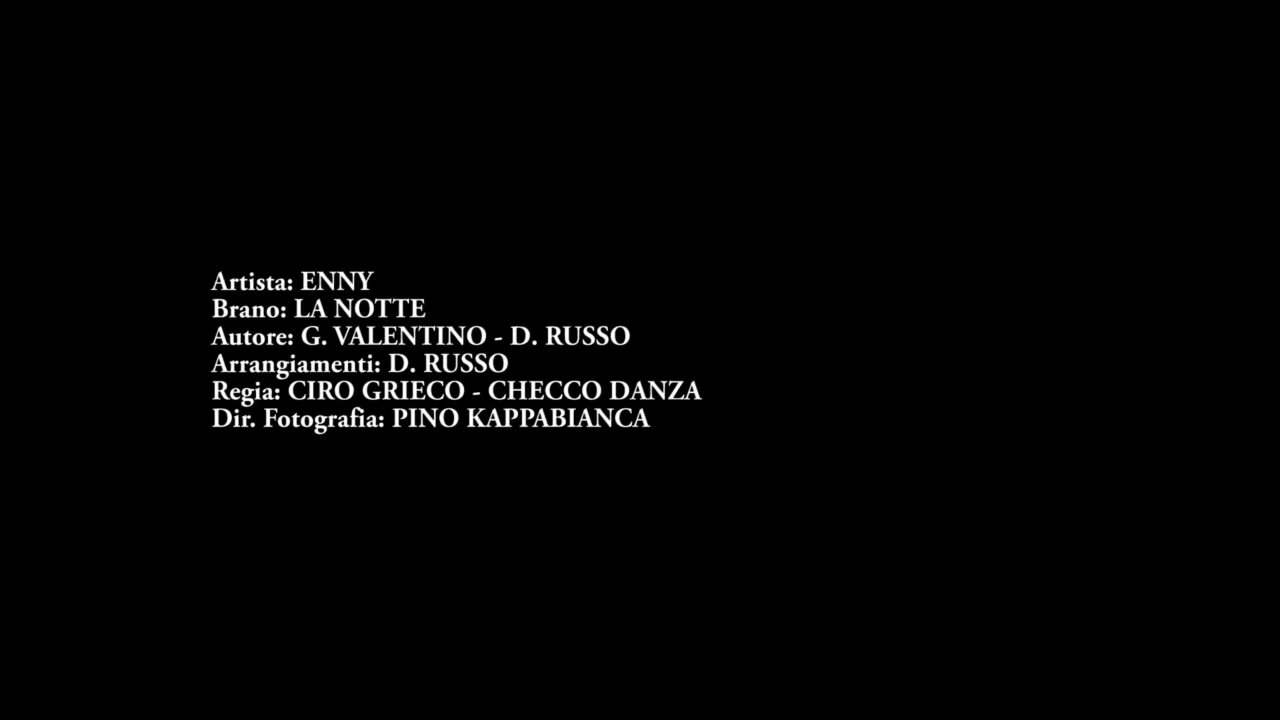 Artista: ENNY
Brano: LA NOTTE
Autore: G. VALENTINO - D. RUSSO
Arrangiamenti: D. RUSSO
Regia: CIRO GRIECO - CHECCO DANZA
Dir. Fotografia: PINO KAPPABIANCA